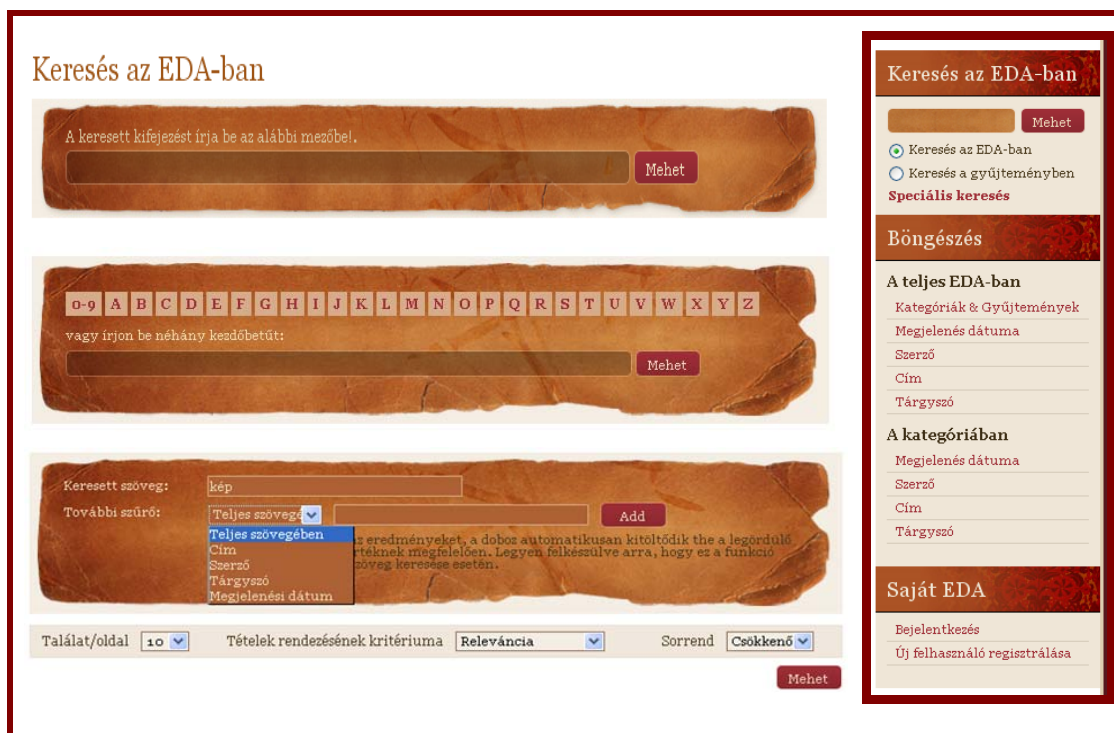 Keresés az EDA-ban
A keresett kifejezést írja be az alábbi mezőbe!.
Mehet
0-9 A B C D E F G H I J K L M N O P Q R S T U V W X Y Z
vagy írjon be néhány kezdőbetűt:
Mehet
Keresett szöveg: kép
További szűrő: Teljes szövegé Add
Teljes szövegében
Cím
Szerző
Tárgyszó
Megjelenési dátum
eredményeket, a doboz automatikusan kitöltődik the a legördülő
értéknek megfelelően. Legyen felkészülve arra, hogy ez a funkció
szöveg keresése esetén.
Találat/oldal 10 Tételek rendezésének kritériuma Releváncia Sorrend Csökkenő
Mehet
Keresés az EDA-ban
Mehet
Keresés az EDA-ban
Keresés a gyűjteményben
Speciális keresés
Böngészés
A teljes EDA-ban
Kategóriák & Gyűjtemények
Megjelenés dátuma
Szerző
Cím
Tárgyszó
A kategóriában
Megjelenés dátuma
Szerző
Cím
Tárgyszó
Saját EDA
Bejelentkezés
Új felhasználó regisztrálása